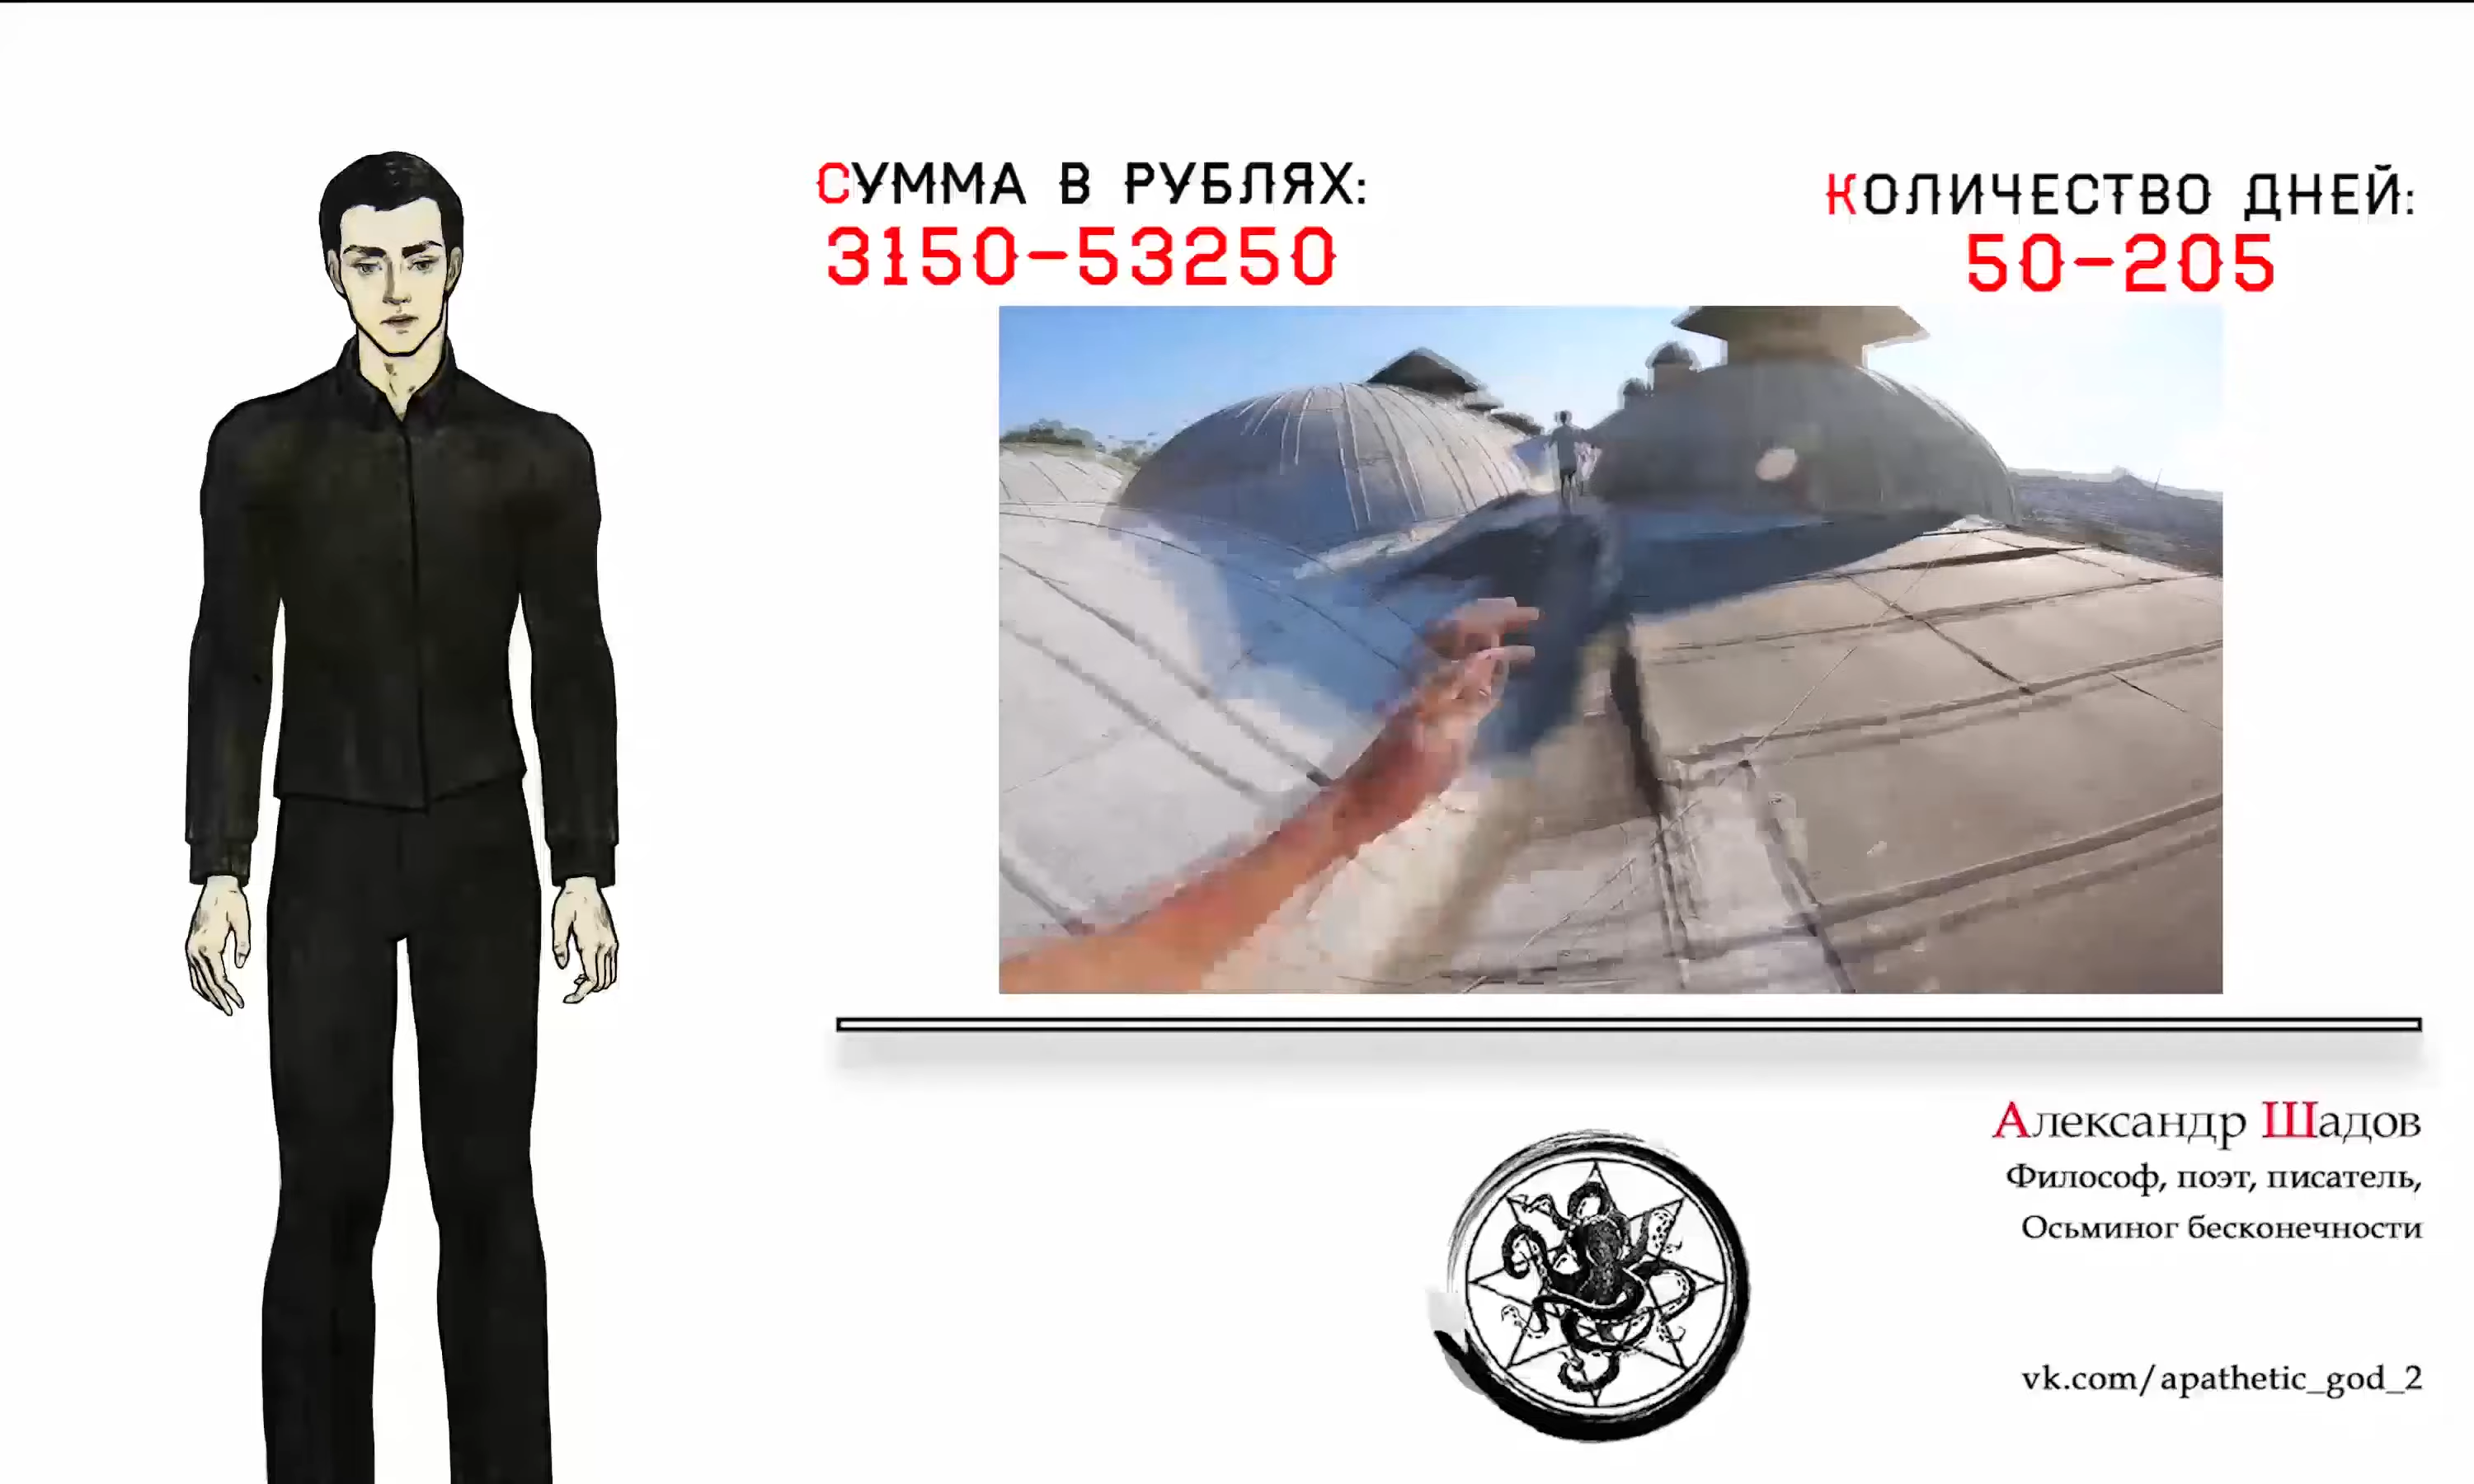 СУММА В РУБЛЯХ:
3150-53250
КОЛИЧЕСТВО ДНЕЙ:
50-205
Александр Шадов
Философ, поэт, писатель,
Осьминог бесконечности
vk.com/apathetic_god_2